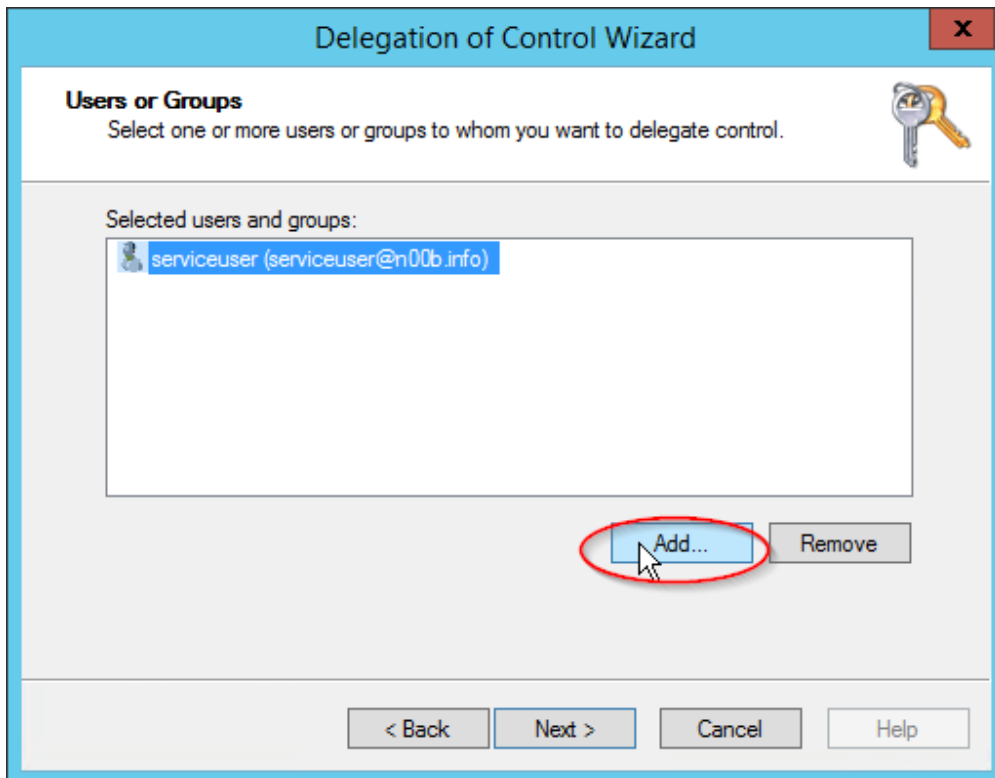 Delegation of Control Wizard
x
Users or Groups
Select one or more users or groups to whom you want to delegate control.
Selected users and groups:
serviceuser (serviceuser@n00b.info)
Add...
Remove
< Back
Next >
Cancel
Help